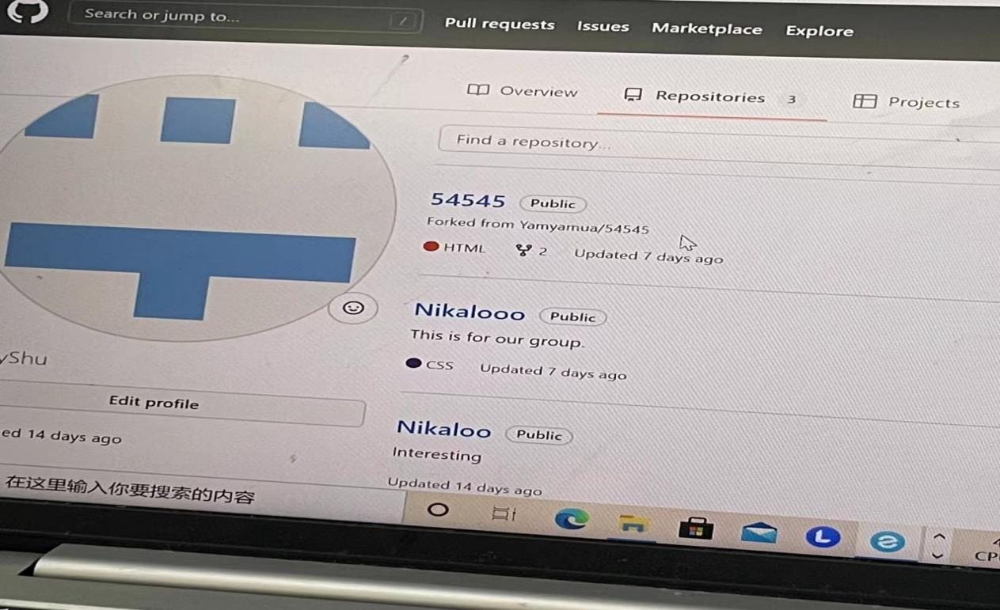 Search or jump to... /
Pull requests Issues Marketplace Explore
Overview Repositories 3 Projects
Find a repository...
54545 Public
Forked from Yamyamua/54545
HTML 2 Updated 7 days ago
Nikalooo Public
This is for our group.
CSS Updated 7 days ago
yShu
Edit profile
Nikaloo Public
ed 14 days ago
Interesting
Updated 14 days ago
在这里输入你要搜索的内容